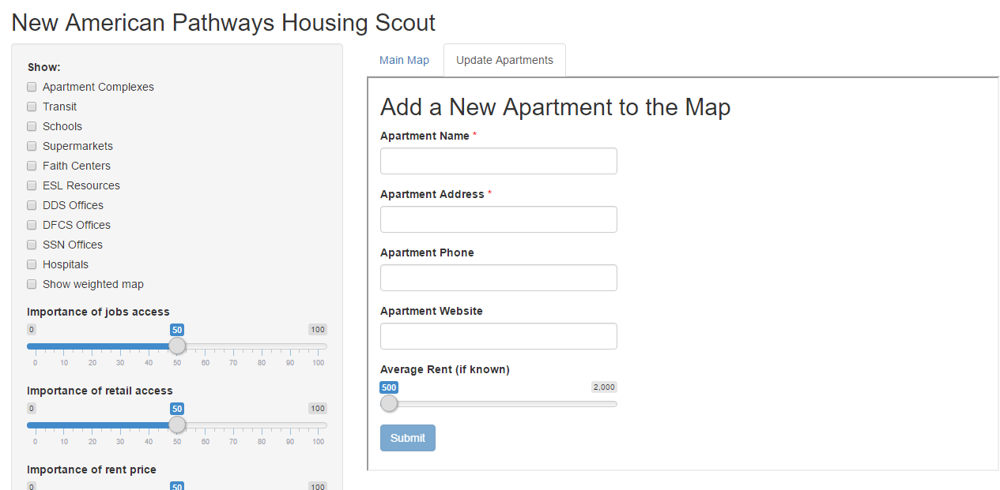 New American Pathways Housing Scout
Show:
Apartment Complexes
Transit
Schools
Supermarkets
Faith Centers
ESL Resources
DDS Offices
DFCS Offices
SSN Offices
Hospitals
Show weighted map
Importance of jobs access
0 50 100
0 10 20 30 40 50 60 70 80 90 100
Importance of retail access
0 50 100
0 10 20 30 40 50 60 70 80 90 100
Importance of rent price
0 50 100
Main Map Update Apartments
Add a New Apartment to the Map
Apartment Name *
Apartment Address *
Apartment Phone
Apartment Website
Average Rent (if known)
500 2,000
Submit